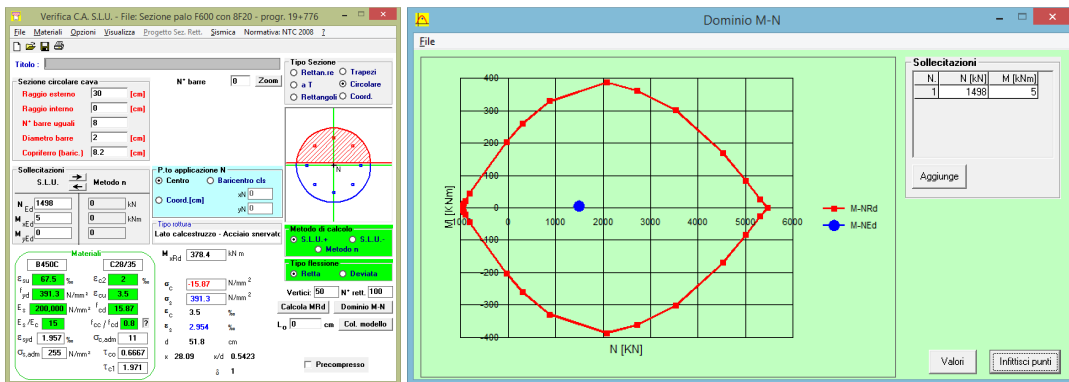 Verifica C.A. S.L.U. - File: Sezione palo F600 con 8F20 - progr. 19+776
File Materiali Opzioni Visualizza Progetto Sez. Rett. Sismica Normativa: NTC 2008 ?
Titolo :
Sezione circolare cava
Raggio esterno 30 [cm]
Raggio interno 0 [cm]
N° barre uguali 8
Diametro barre 2 [cm]
Copriferro (baric.) 8.2 [cm]
N° barre 0 Zoom
Tipo Sezione
Rettan.re Trapezi
a T Circolare
Rettangoli Coord.
N
Sollecitazioni
S.L.U. Metodo n
N Ed 1498 0 kN
M xEd 5 0 kNm
M yEd 0 0
P.to applicazione N
Centro Baricentro cls
Coord.[cm] xN 0
yN 0
Tipo rottura
Lato calcestruzzo - Acciaio snervato
Metodo di calcolo
S.L.U.+ S.L.U.-
Metodo n
Tipo flessione
Retta Deviata
Materiali
B450C C28/35
εsu 67.5 ‰ εc2 2 ‰
fyd 391.3 N/mm² εcu 3.5
Es 200,000 N/mm² fcd 15.87
Es/Ec 15 fcc / fcd 0.8 ?
εsyd 1.957 ‰ σc,adm 11
σs,adm 255 N/mm² τco 0.6667
τc1 1.971
M xRd 378.4 kN m
σc -15.87 N/mm²
σs 391.3 N/mm²
εc 3.5 ‰
εs 2.954 ‰
d 51.8 cm
x 28.09 x/d 0.5423
δ 1
Vertici: 50 N° rett. 100
Calcola MRd Dominio M-N
Lo 0 cm Col. modello
Precompresso
Dominio M-N
File
400
300
200
100
0
-100
-200
-300
-400
M [KNm]
-1000 0 1000 2000 3000 4000 5000 6000
N [KN]
M-NRd
M-NEd
Sollecitazioni
N. N [kN] M [kNm]
1 1498 5
Aggiunge
Valori Infittisci punti